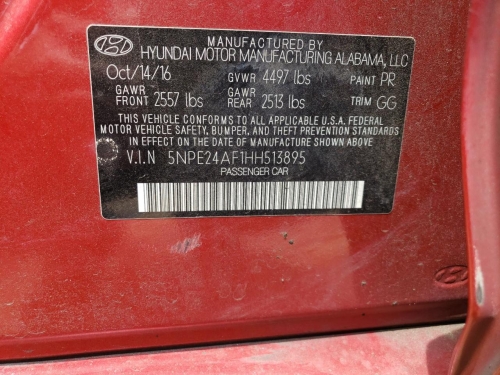 MANUFACTURED BY
HYUNDAI MOTOR MANUFACTURING ALABAMA, LLC
Oct/14/16 GVWR 4497 lbs PAINT PR
GAWR FRONT 2557 lbs GAWR REAR 2513 lbs TRIM GG
THIS VEHICLE CONFORMS TO ALL APPLICABLE U.S.A. FEDERAL
MOTOR VEHICLE SAFETY, BUMPER, AND THEFT PREVENTION STANDARDS
IN EFFECT ON THE DATE OF MANUFACTURE SHOWN ABOVE.
V.I.N 5NPE24AF1HH513895
PASSENGER CAR